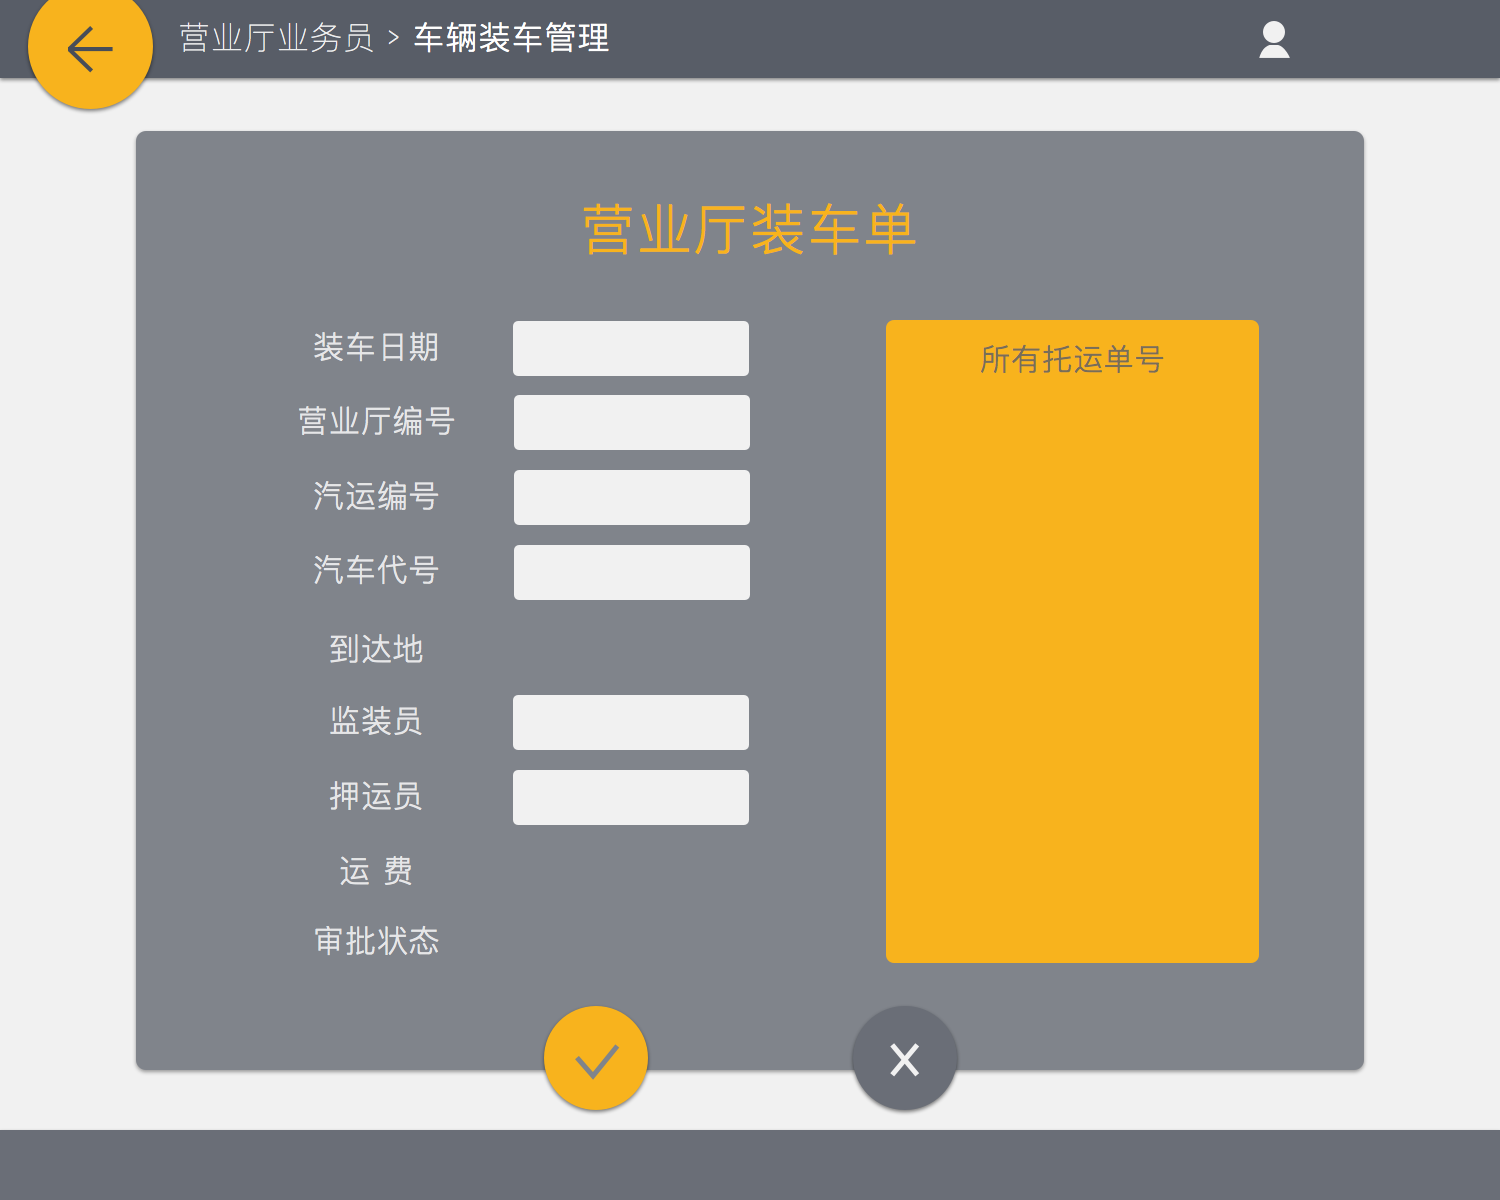 营业厅业务员 > 车辆装车管理
营业厅装车单
装车日期
营业厅编号
汽运编号
汽车代号
到达地
监装员
押运员
运 费
审批状态
所有托运单号